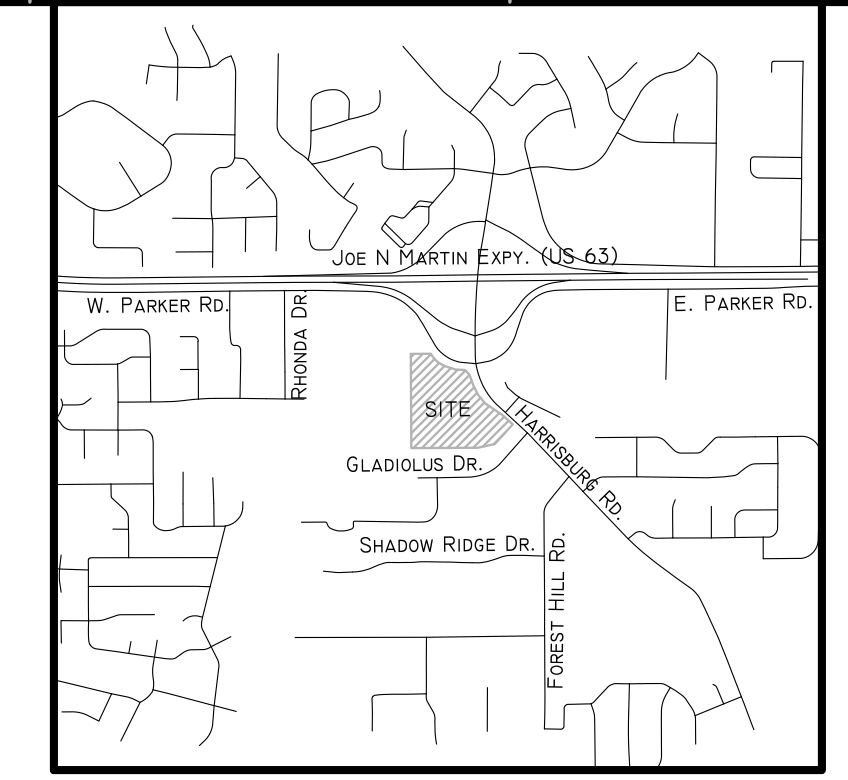 JOE N MARTIN EXPY. (US 63)
W. PARKER RD.
E. PARKER RD.
RHONDA DR.
SITE
HARRISBURG RD.
GLADIOLUS DR.
SHADOW RIDGE DR.
FOREST HILL RD.